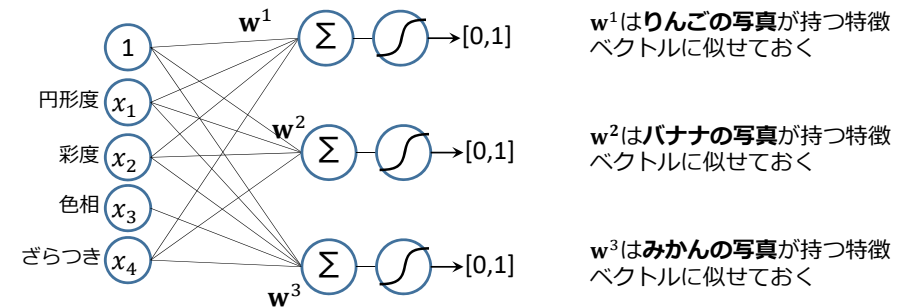 1
円形度 x₁
彩度 x₂
色相 x₃
ざらつき x₄
w¹
Σ
[0,1]
w¹はりんごの写真が持つ特徴
ベクトルに似せておく
w²
Σ
[0,1]
w²はバナナの写真が持つ特徴
ベクトルに似せておく
w³
Σ
[0,1]
w³はみかんの写真が持つ特徴
ベクトルに似せておく